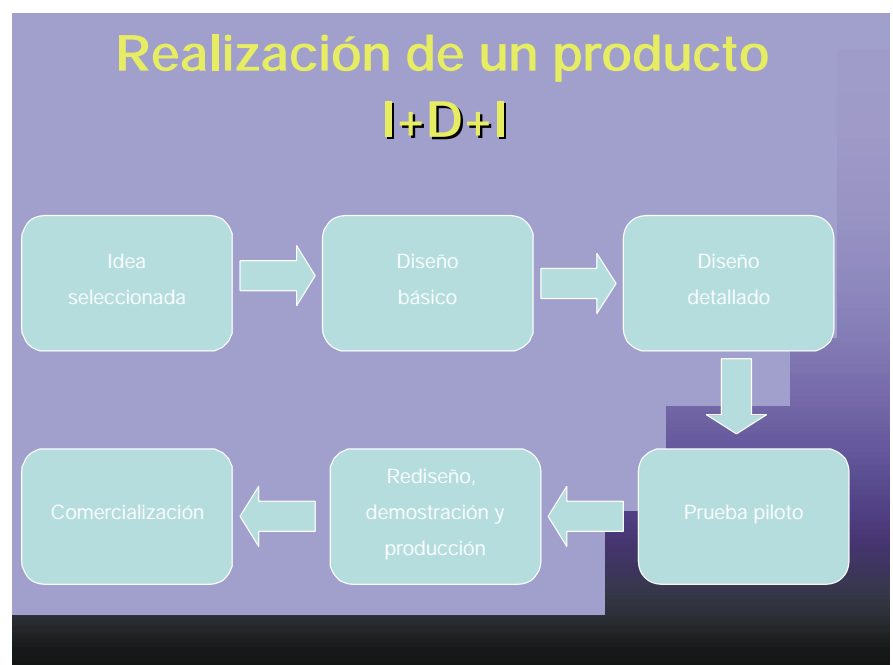 Realización de un producto
I+D+I
Idea
seleccionada
Diseño
básico
Diseño
detallado
Prueba piloto
Rediseño,
demostración y
producción
Comercialización